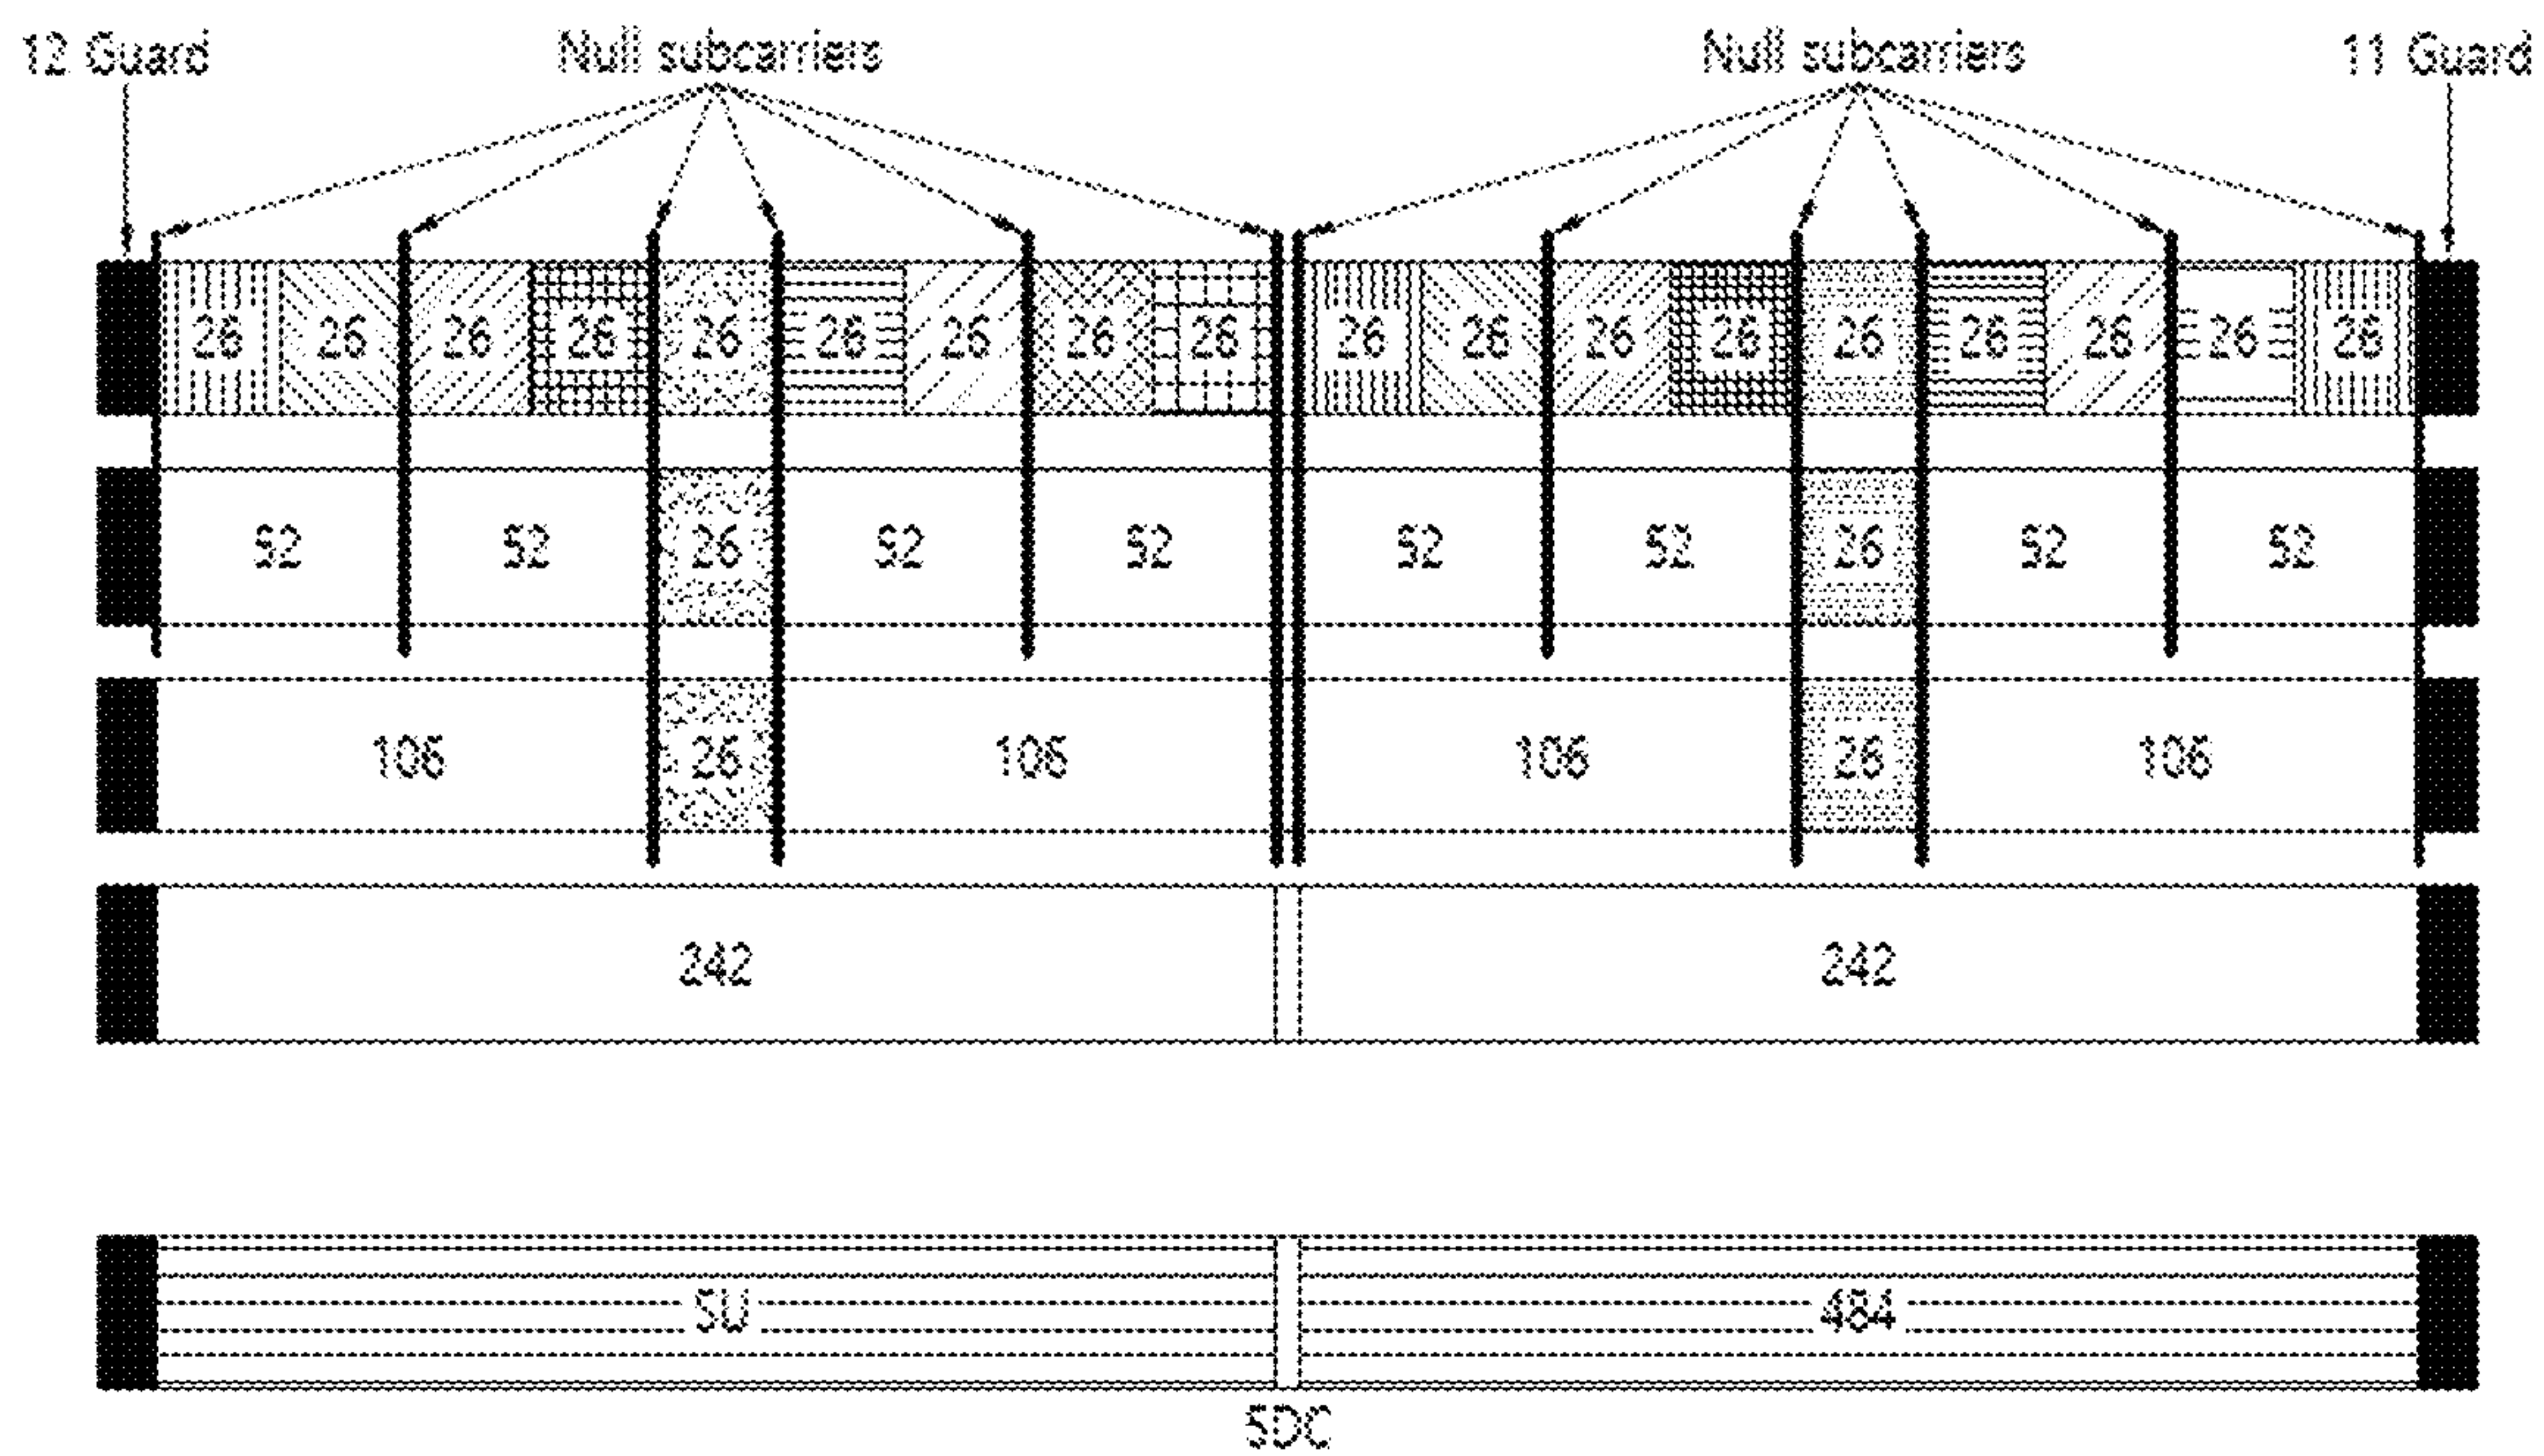 12 Guard Null subcarriers Null subcarriers 11 Guard
26 26 26 26 26 26 26 26 26 26 26 26 26 26 26 26 26 26
52 52 26 52 52 52 52 26 52 52
106 26 106 106 26 106
242 242
SU 484
5DC